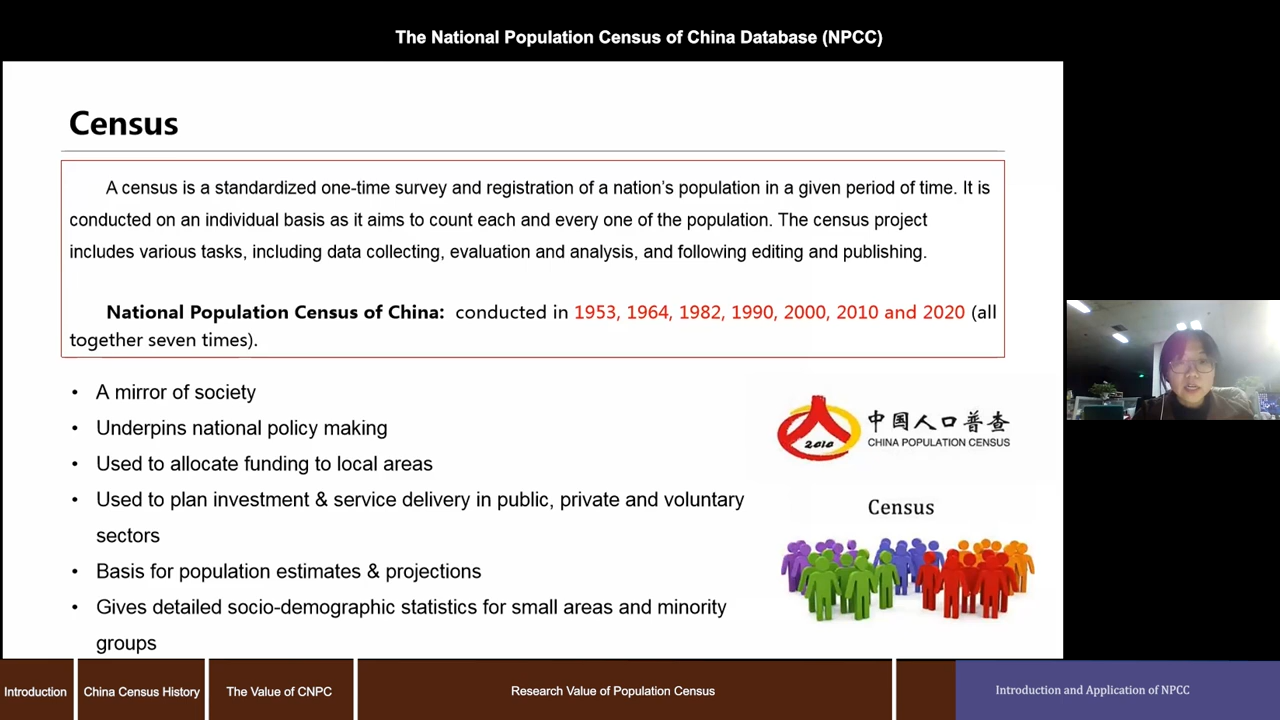 The National Population Census of China Database (NPCC)
Census
A census is a standardized one-time survey and registration of a nation's population in a given period of time. It is
conducted on an individual basis as it aims to count each and every one of the population. The census project
includes various tasks, including data collecting, evaluation and analysis, and following editing and publishing.
National Population Census of China: conducted in 1953, 1964, 1982, 1990, 2000, 2010 and 2020 (all
together seven times).
• A mirror of society
• Underpins national policy making
• Used to allocate funding to local areas
• Used to plan investment & service delivery in public, private and voluntary
sectors
• Basis for population estimates & projections
• Gives detailed socio-demographic statistics for small areas and minority
groups
2010
中国人口普查
CHINA POPULATION CENSUS
Census
Introduction
China Census History
The Value of CNPC
Research Value of Population Census
Introduction and Application of NPCC